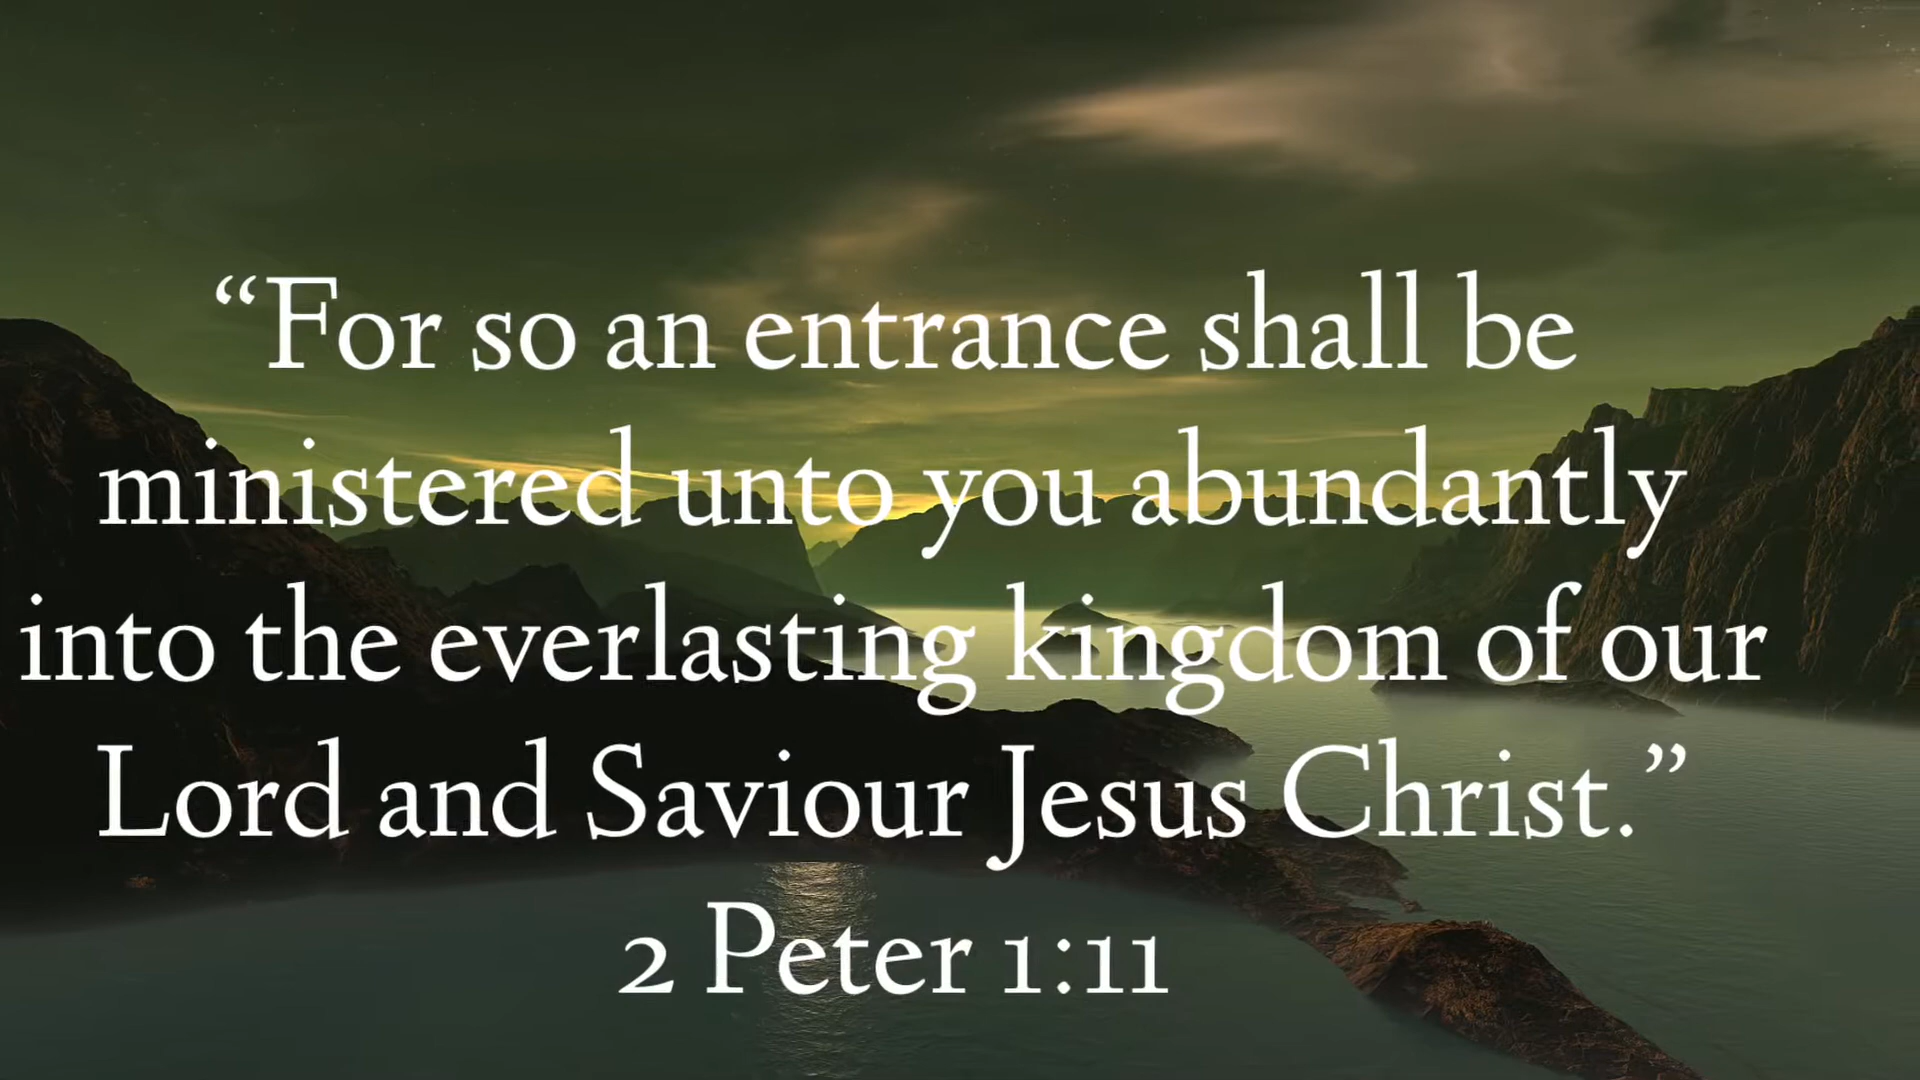 “For so an entrance shall be
ministered unto you abundantly
into the everlasting kingdom of our
Lord and Saviour Jesus Christ.”
2 Peter 1:11